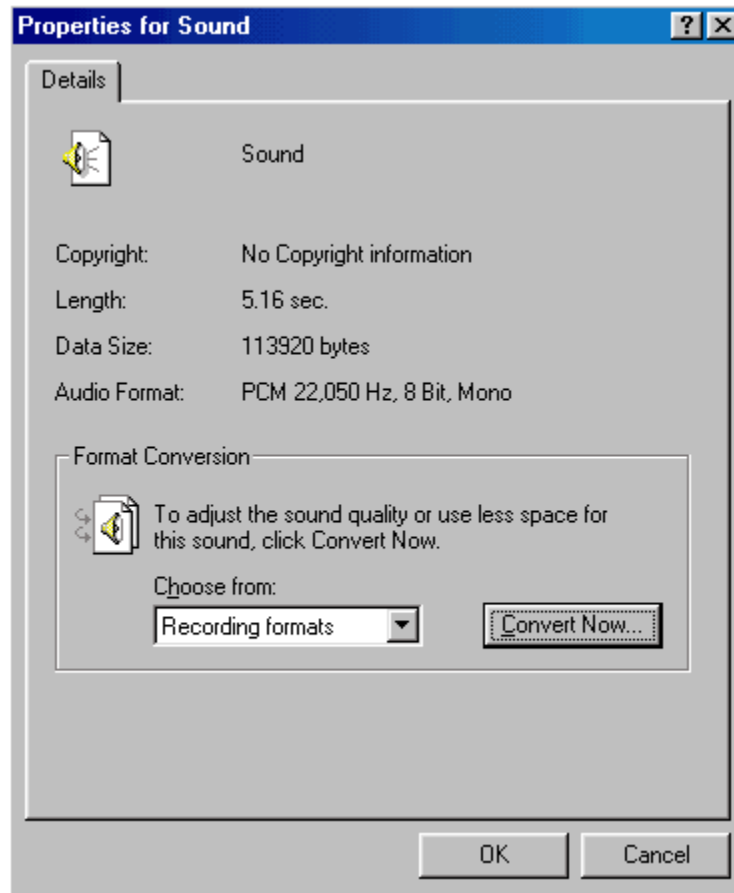 Properties for Sound
Details
Sound
Copyright: No Copyright information
Length: 5.16 sec.
Data Size: 113920 bytes
Audio Format: PCM 22,050 Hz, 8 Bit, Mono
Format Conversion
To adjust the sound quality or use less space for
this sound, click Convert Now.
Choose from:
Recording formats Convert Now...
OK Cancel